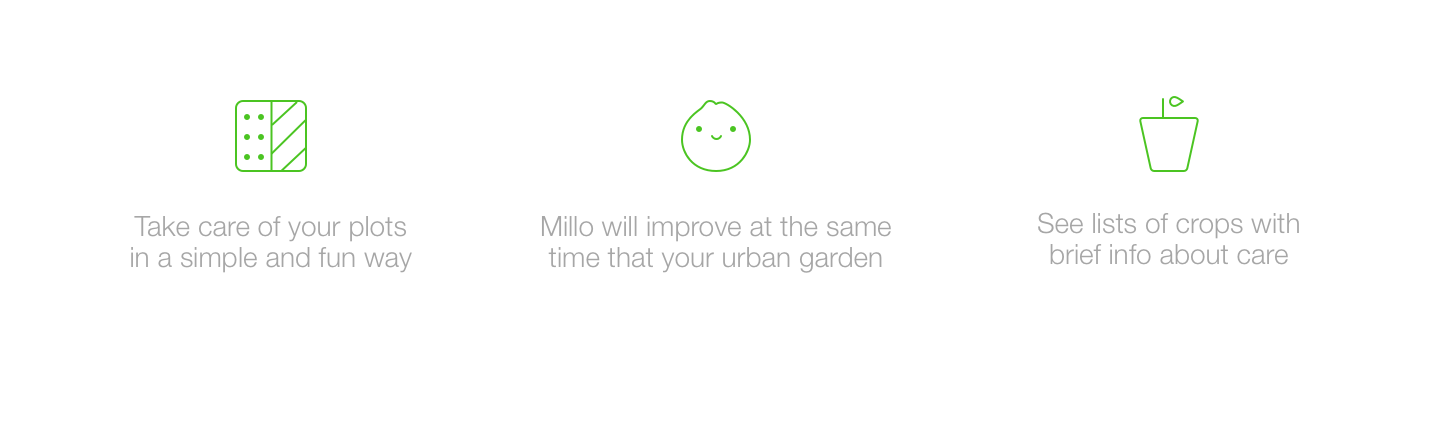 Take care of your plots
in a simple and fun way
Millo will improve at the same
time that your urban garden
See lists of crops with
brief info about care